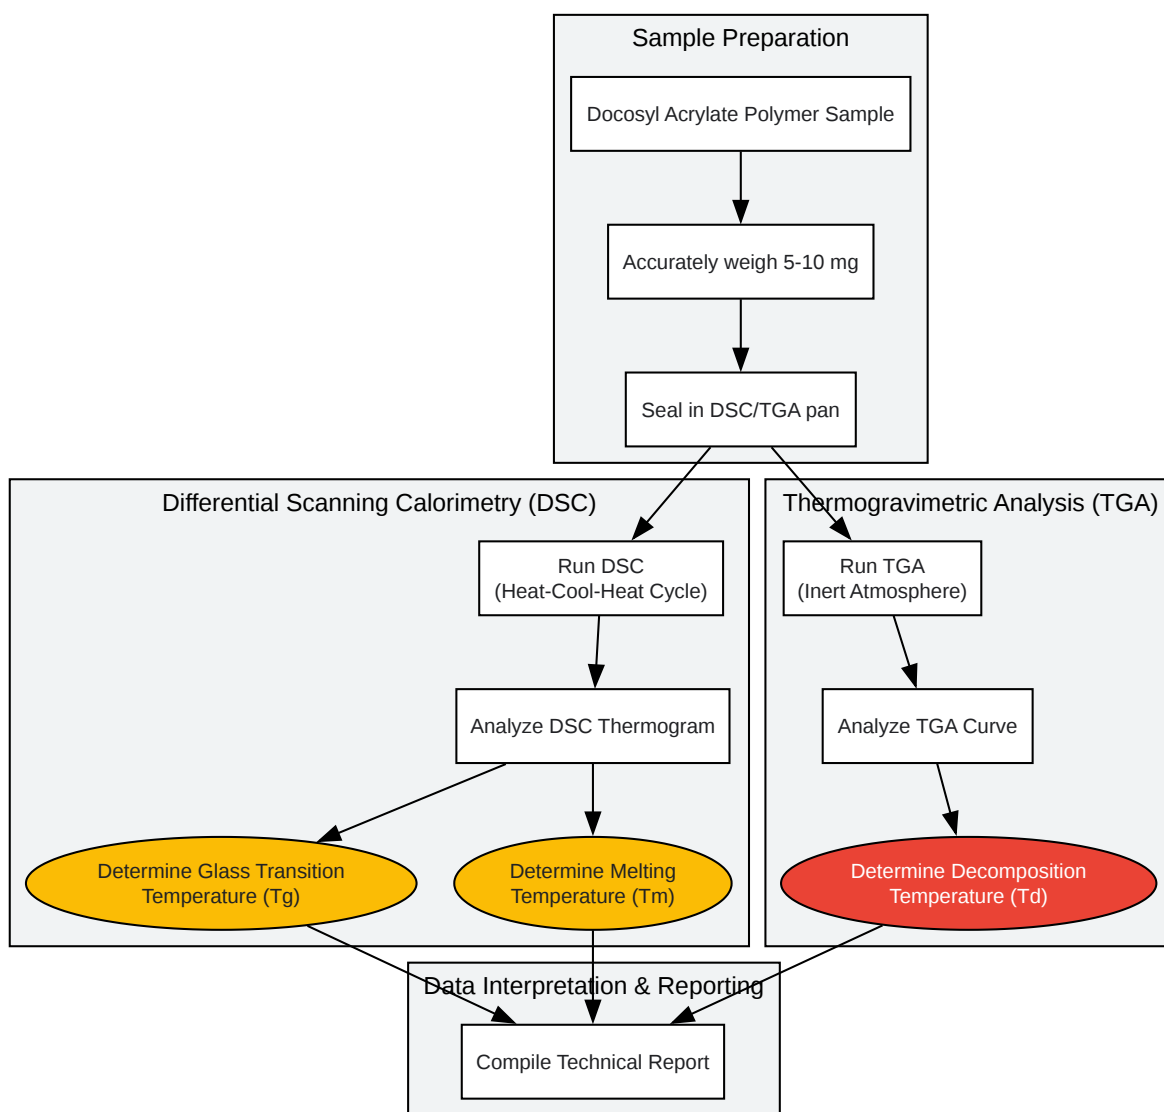 Sample Preparation
Docosyl Acrylate Polymer Sample
Accurately weigh 5-10 mg
Seal in DSC/TGA pan
Differential Scanning Calorimetry (DSC)
Run DSC
(Heat-Cool-Heat Cycle)
Analyze DSC Thermogram
Determine Glass Transition
Temperature (Tg)
Determine Melting
Temperature (Tm)
Thermogravimetric Analysis (TGA)
Run TGA
(Inert Atmosphere)
Analyze TGA Curve
Determine Decomposition
Temperature (Td)
Data Interpretation & Reporting
Compile Technical Report